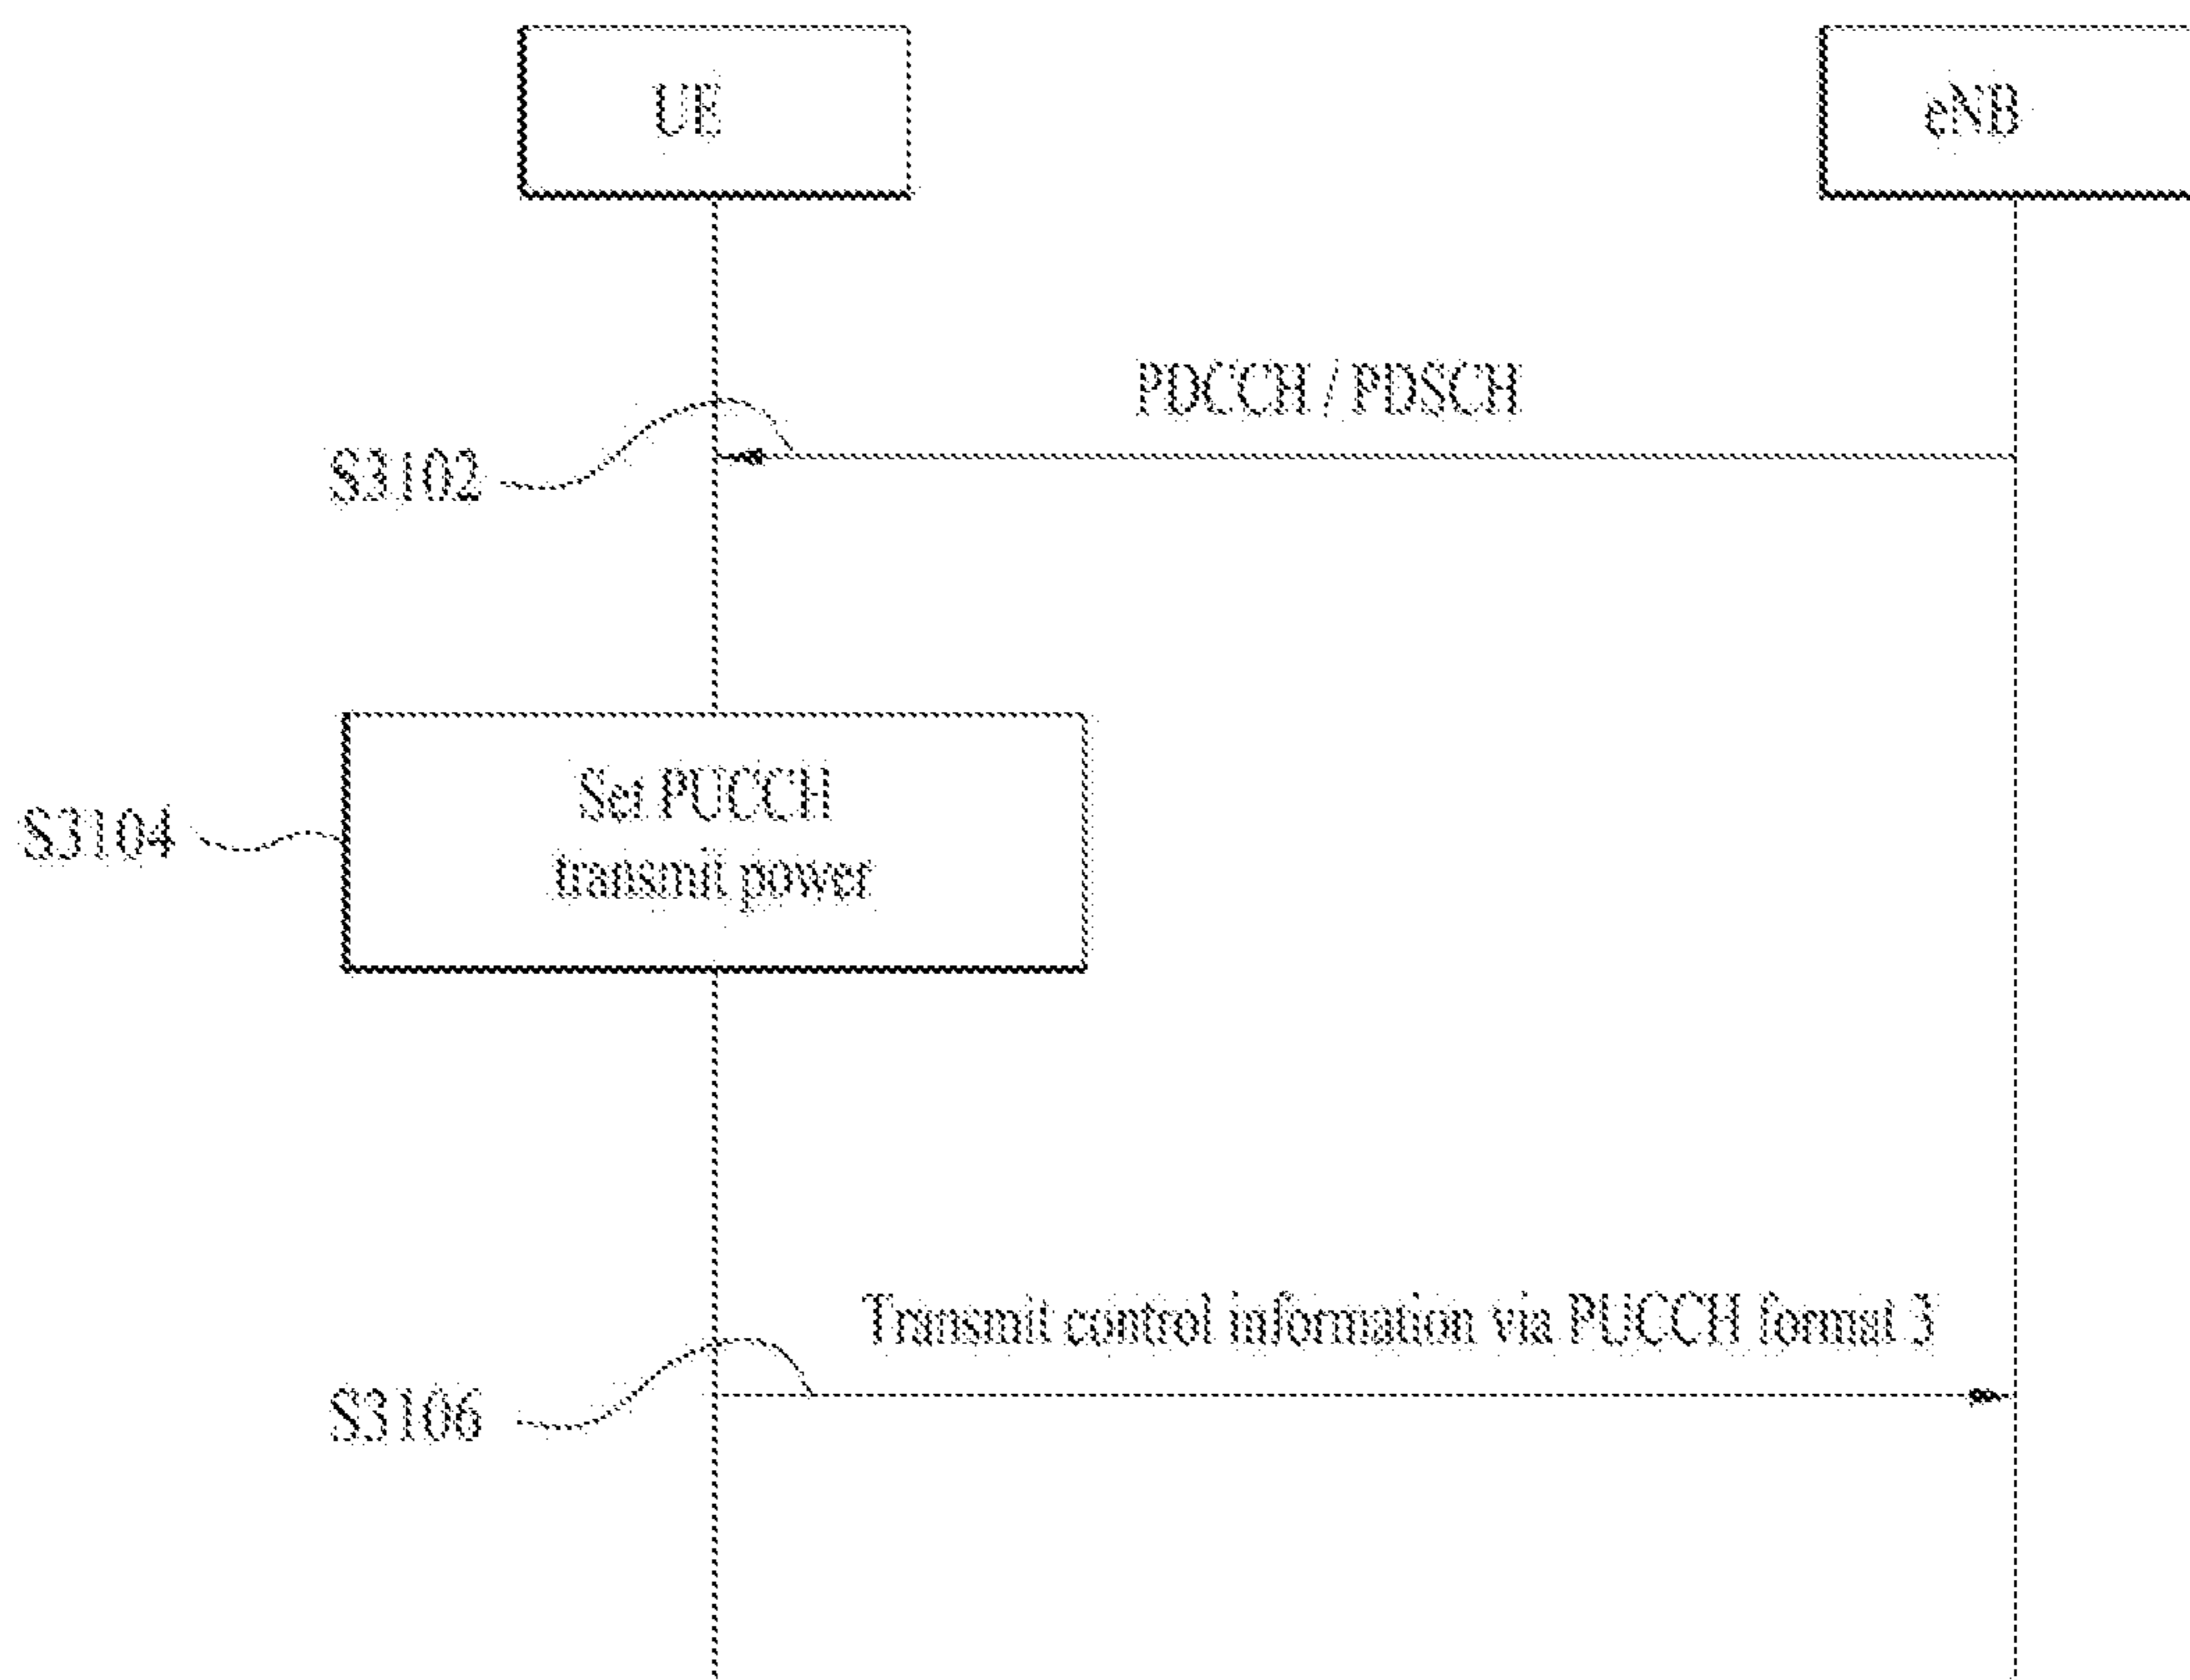 UE
eNB
PDCCH / PDSCH
S3102
Set PUCCH
transmit power
S3104
Transmit control information via PUCCH format 3
S3106